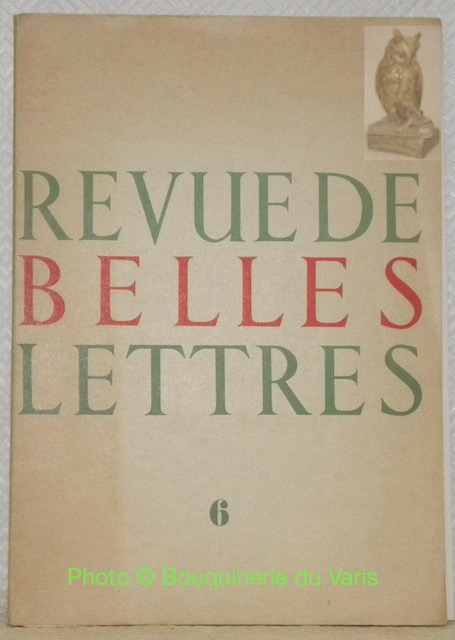 REVUE DE
BELLES
LETTRES
6
Photo © Bouquinerie du Varis